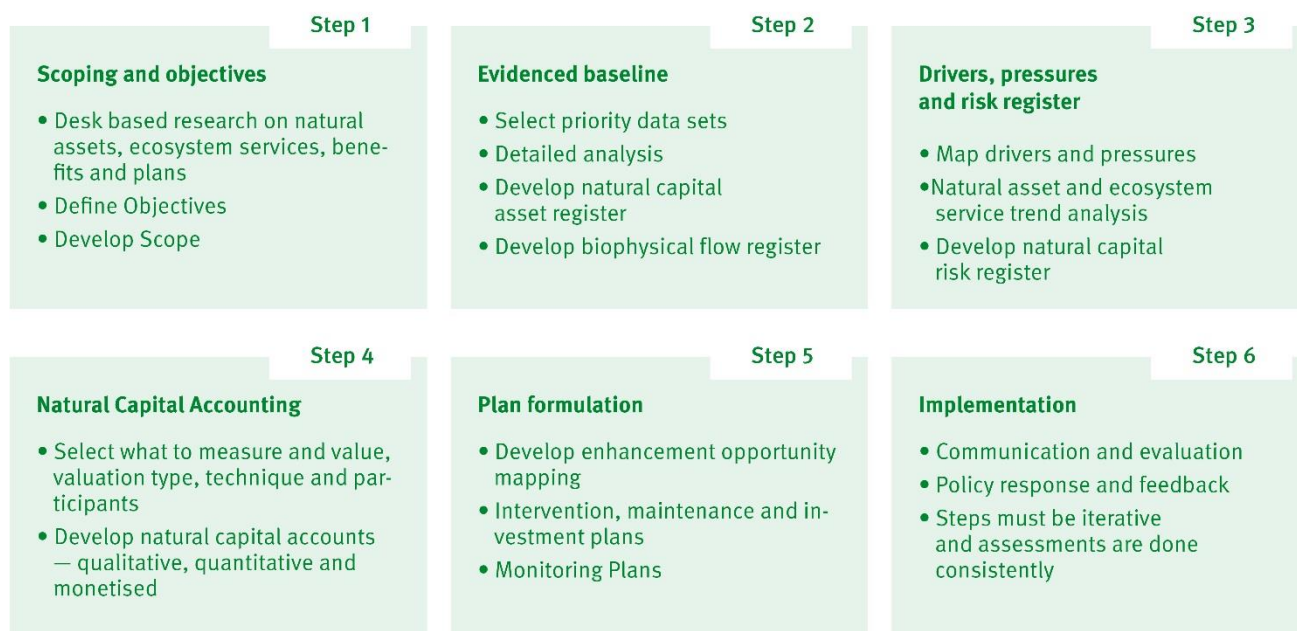 Step 1
Scoping and objectives
• Desk based research on natural
assets, ecosystem services, bene-
fits and plans
• Define Objectives
• Develop Scope
Step 2
Evidenced baseline
• Select priority data sets
• Detailed analysis
• Develop natural capital
asset register
• Develop biophysical flow register
Step 3
Drivers, pressures
and risk register
• Map drivers and pressures
•Natural asset and ecosystem
service trend analysis
• Develop natural capital
risk register
Step 4
Natural Capital Accounting
• Select what to measure and value,
valuation type, technique and par-
ticipants
• Develop natural capital accounts
— qualitative, quantitative and
monetised
Step 5
Plan formulation
• Develop enhancement opportunity
mapping
• Intervention, maintenance and in-
vestment plans
• Monitoring Plans
Step 6
Implementation
• Communication and evaluation
• Policy response and feedback
• Steps must be iterative
and assessments are done
consistently